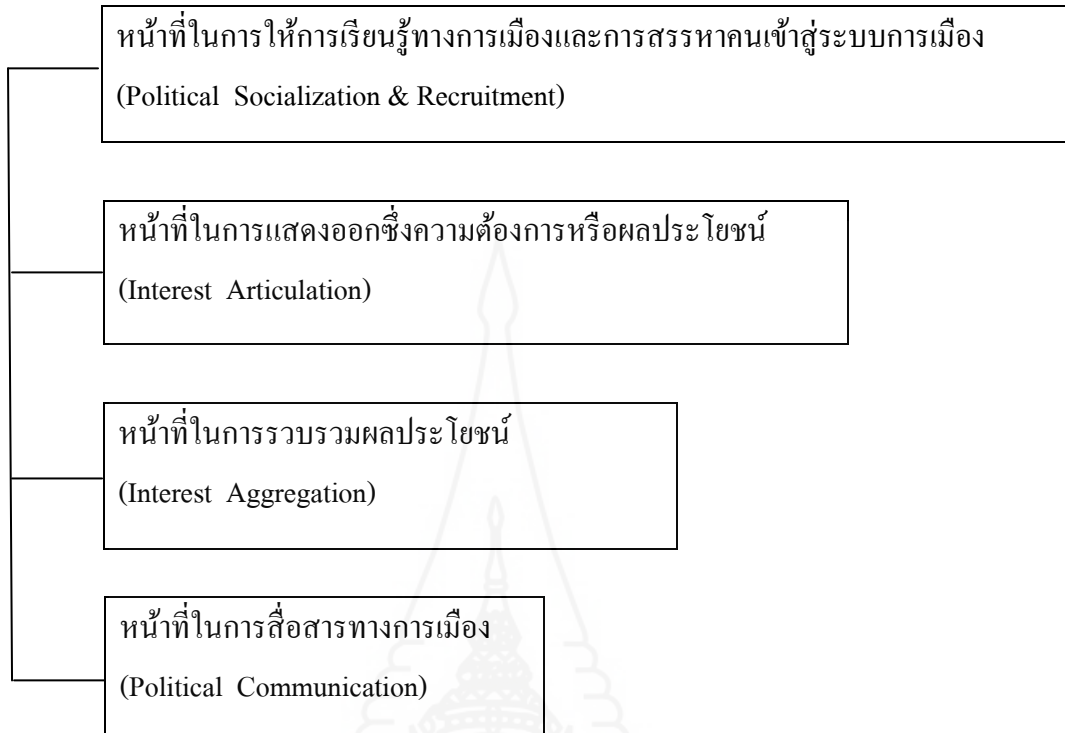 หน้าที่ในการให้การเรียนรู้ทางการเมืองและการสรรหาคนเข้าสู่ระบบการเมือง
(Political Socialization & Recruitment)
หน้าที่ในการแสดงออกซึ่งความต้องการหรือผลประโยชน์
(Interest Articulation)
หน้าที่ในการรวบรวมผลประโยชน์
(Interest Aggregation)
หน้าที่ในการสื่อสารทางการเมือง
(Political Communication)